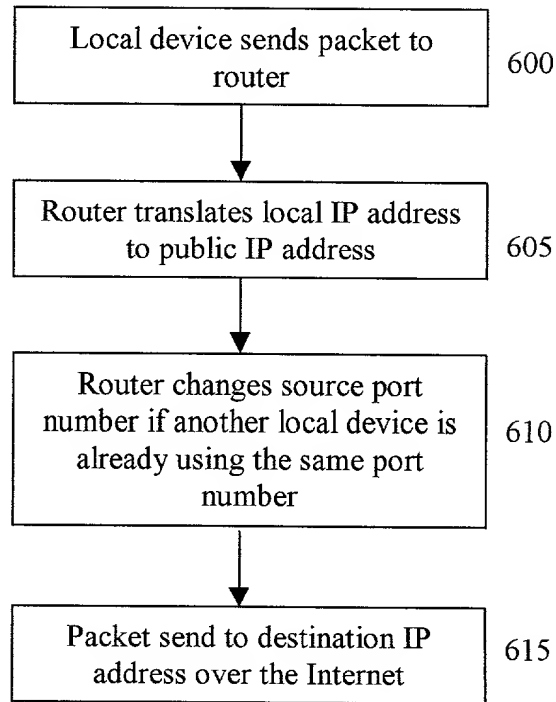 Local device sends packet to
router
600
Router translates local IP address
to public IP address
605
Router changes source port
number if another local device is
already using the same port
number
610
Packet send to destination IP
address over the Internet
615